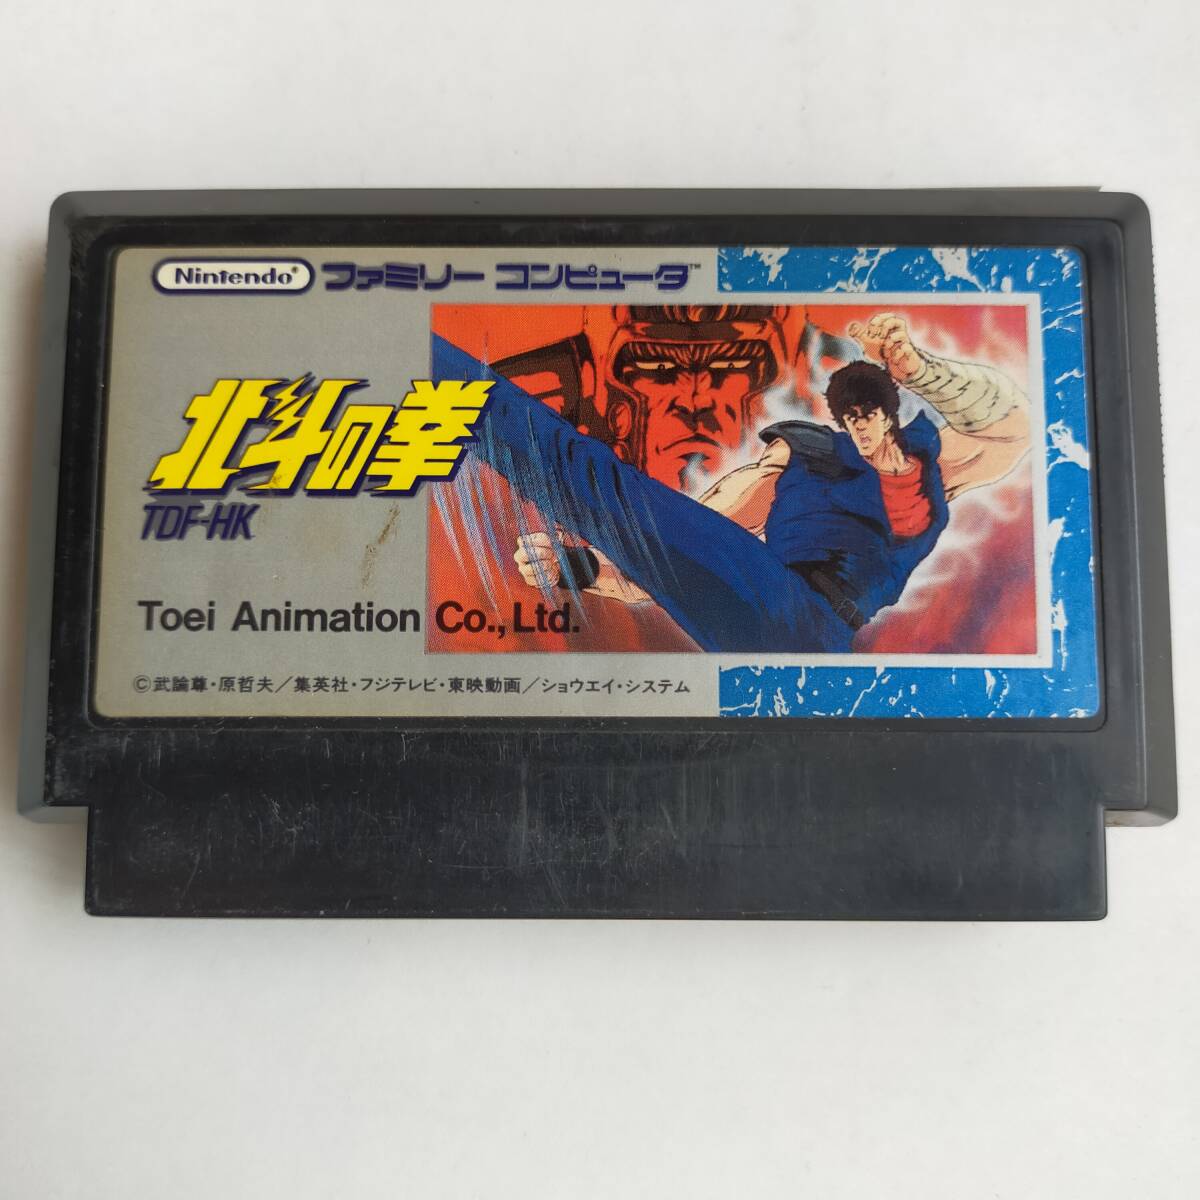 Nintendo® ファミリー コンピュータ™
北斗の拳
TDF-HK
Toei Animation Co., Ltd.
©武論尊・原哲夫／集英社・フジテレビ・東映動画／ショウエイ・システム